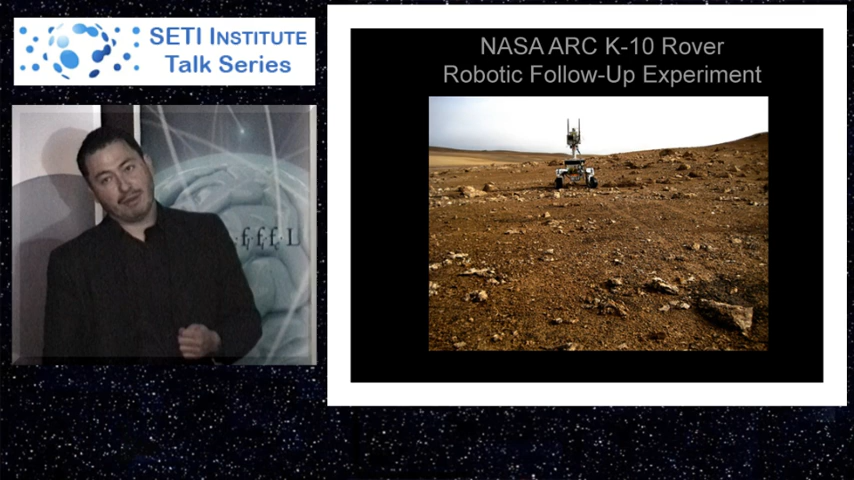 SETI INSTITUTE
Talk Series
NASA ARC K-10 Rover
Robotic Follow-Up Experiment